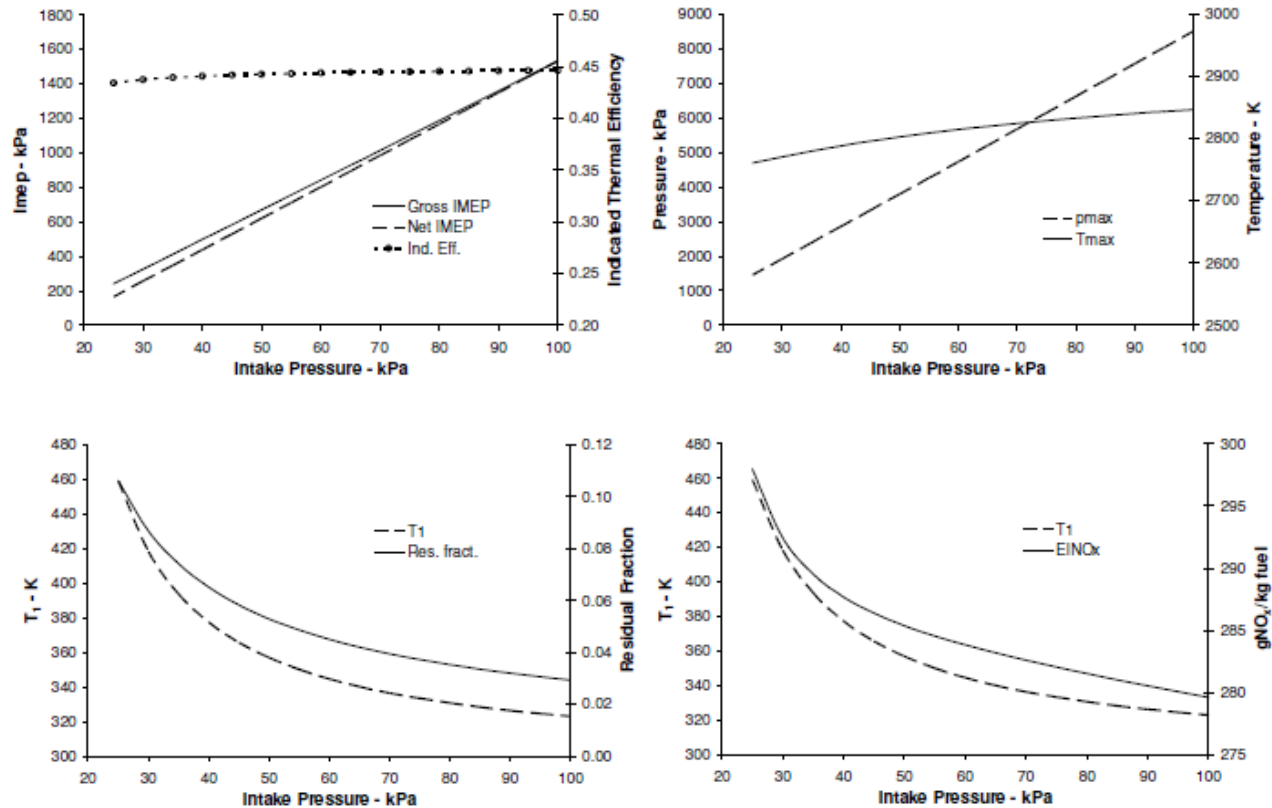 1800
1600
1400
1200
1000
800
600
400
200
0
Imep - kPa
0.50
0.45
0.40
0.35
0.30
0.25
0.20
Indicated Thermal Efficiency
Gross IMEP
Net IMEP
Ind. Eff.
20 30 40 50 60 70 80 90 100
Intake Pressure - kPa
9000
8000
7000
6000
5000
4000
3000
2000
1000
0
Pressure - kPa
3000
2900
2800
2700
2600
2500
Temperature - K
pmax
Tmax
20 30 40 50 60 70 80 90 100
Intake Pressure - kPa
480
460
440
420
400
380
360
340
320
300
T₁ - K
0.12
0.10
0.08
0.06
0.04
0.02
0.00
Residual Fraction
T1
Res. fract.
20 30 40 50 60 70 80 90 100
Intake Pressure - kPa
480
460
440
420
400
380
360
340
320
300
T₁ - K
300
295
290
285
280
275
gNOₓ/kg fuel
T1
EINOx
20 30 40 50 60 70 80 90 100
Intake Pressure - kPa